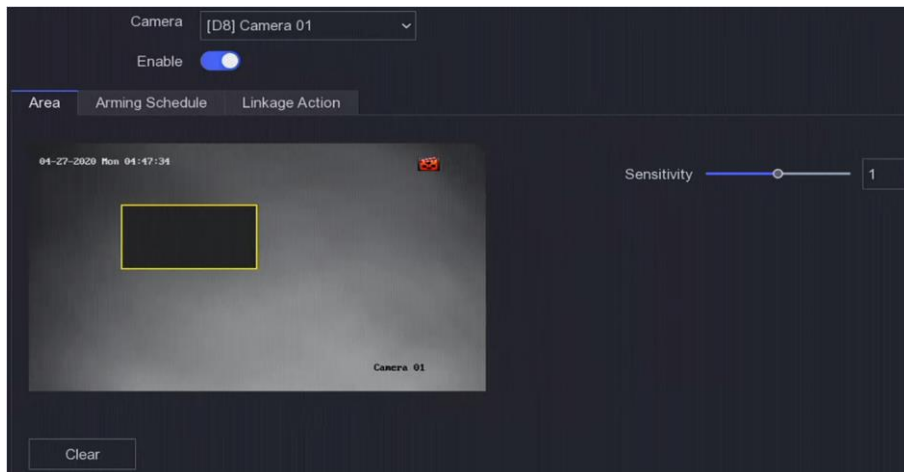 Camera [D8] Camera 01
Enable
Area Arming Schedule Linkage Action
04-27-2020 Mon 04:47:34
Sensitivity 1
Camera 01
Clear